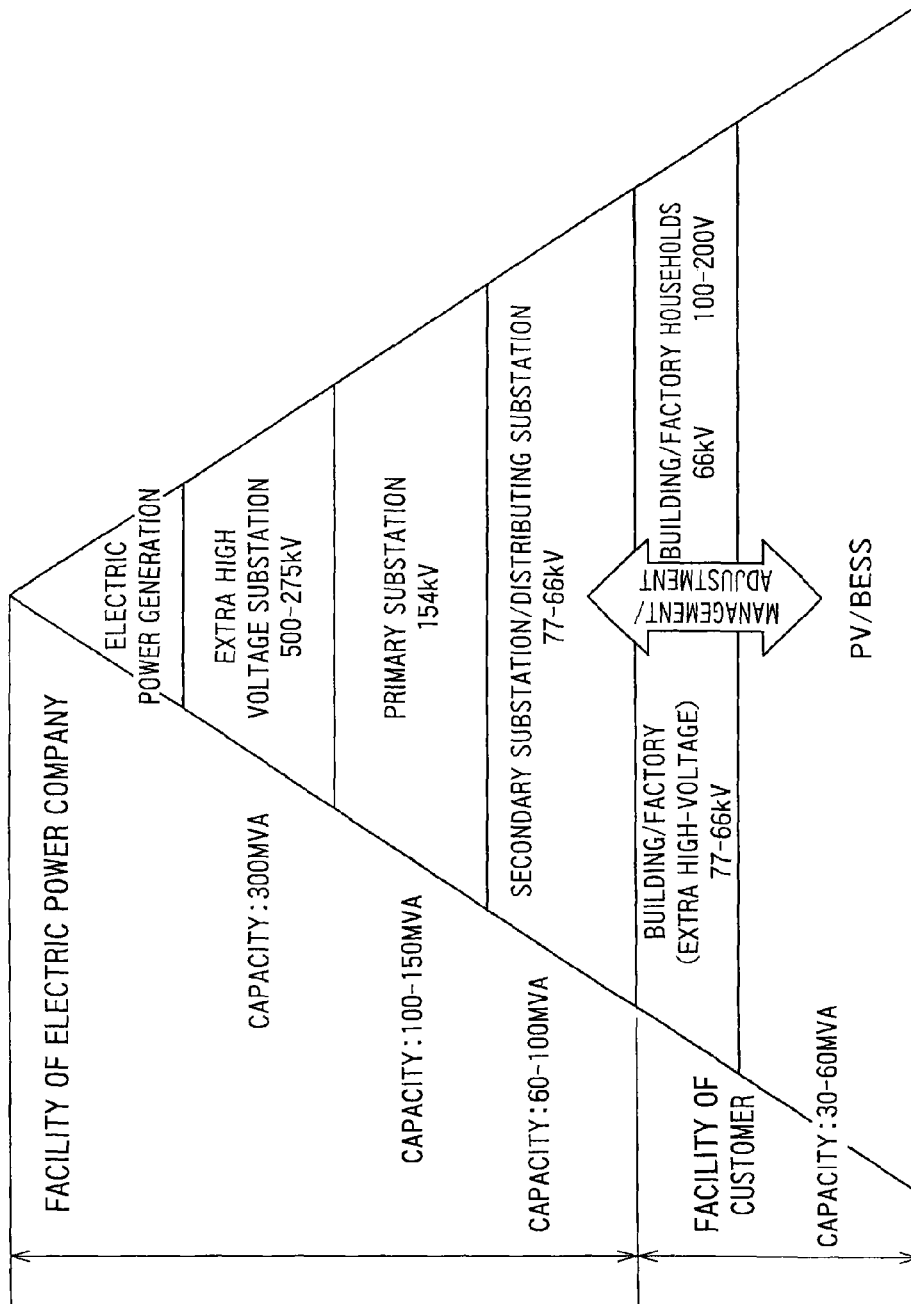 FACILITY OF ELECTRIC POWER COMPANY
ELECTRIC
POWER GENERATION
EXTRA HIGH
VOLTAGE SUBSTATION
500-275kV
CAPACITY:300MVA
PRIMARY SUBSTATION
154kV
CAPACITY:100-150MVA
SECONDARY SUBSTATION/DISTRIBUTING SUBSTATION
77-66kV
CAPACITY:60-100MVA
BUILDING/FACTORY
(EXTRA HIGH-VOLTAGE)
77-66kV
MANAGEMENT/
ADJUSTMENT
BUILDING/FACTORY HOUSEHOLDS
66kV 100-200V
FACILITY OF
CUSTOMER
CAPACITY:30-60MVA
PV/BESS